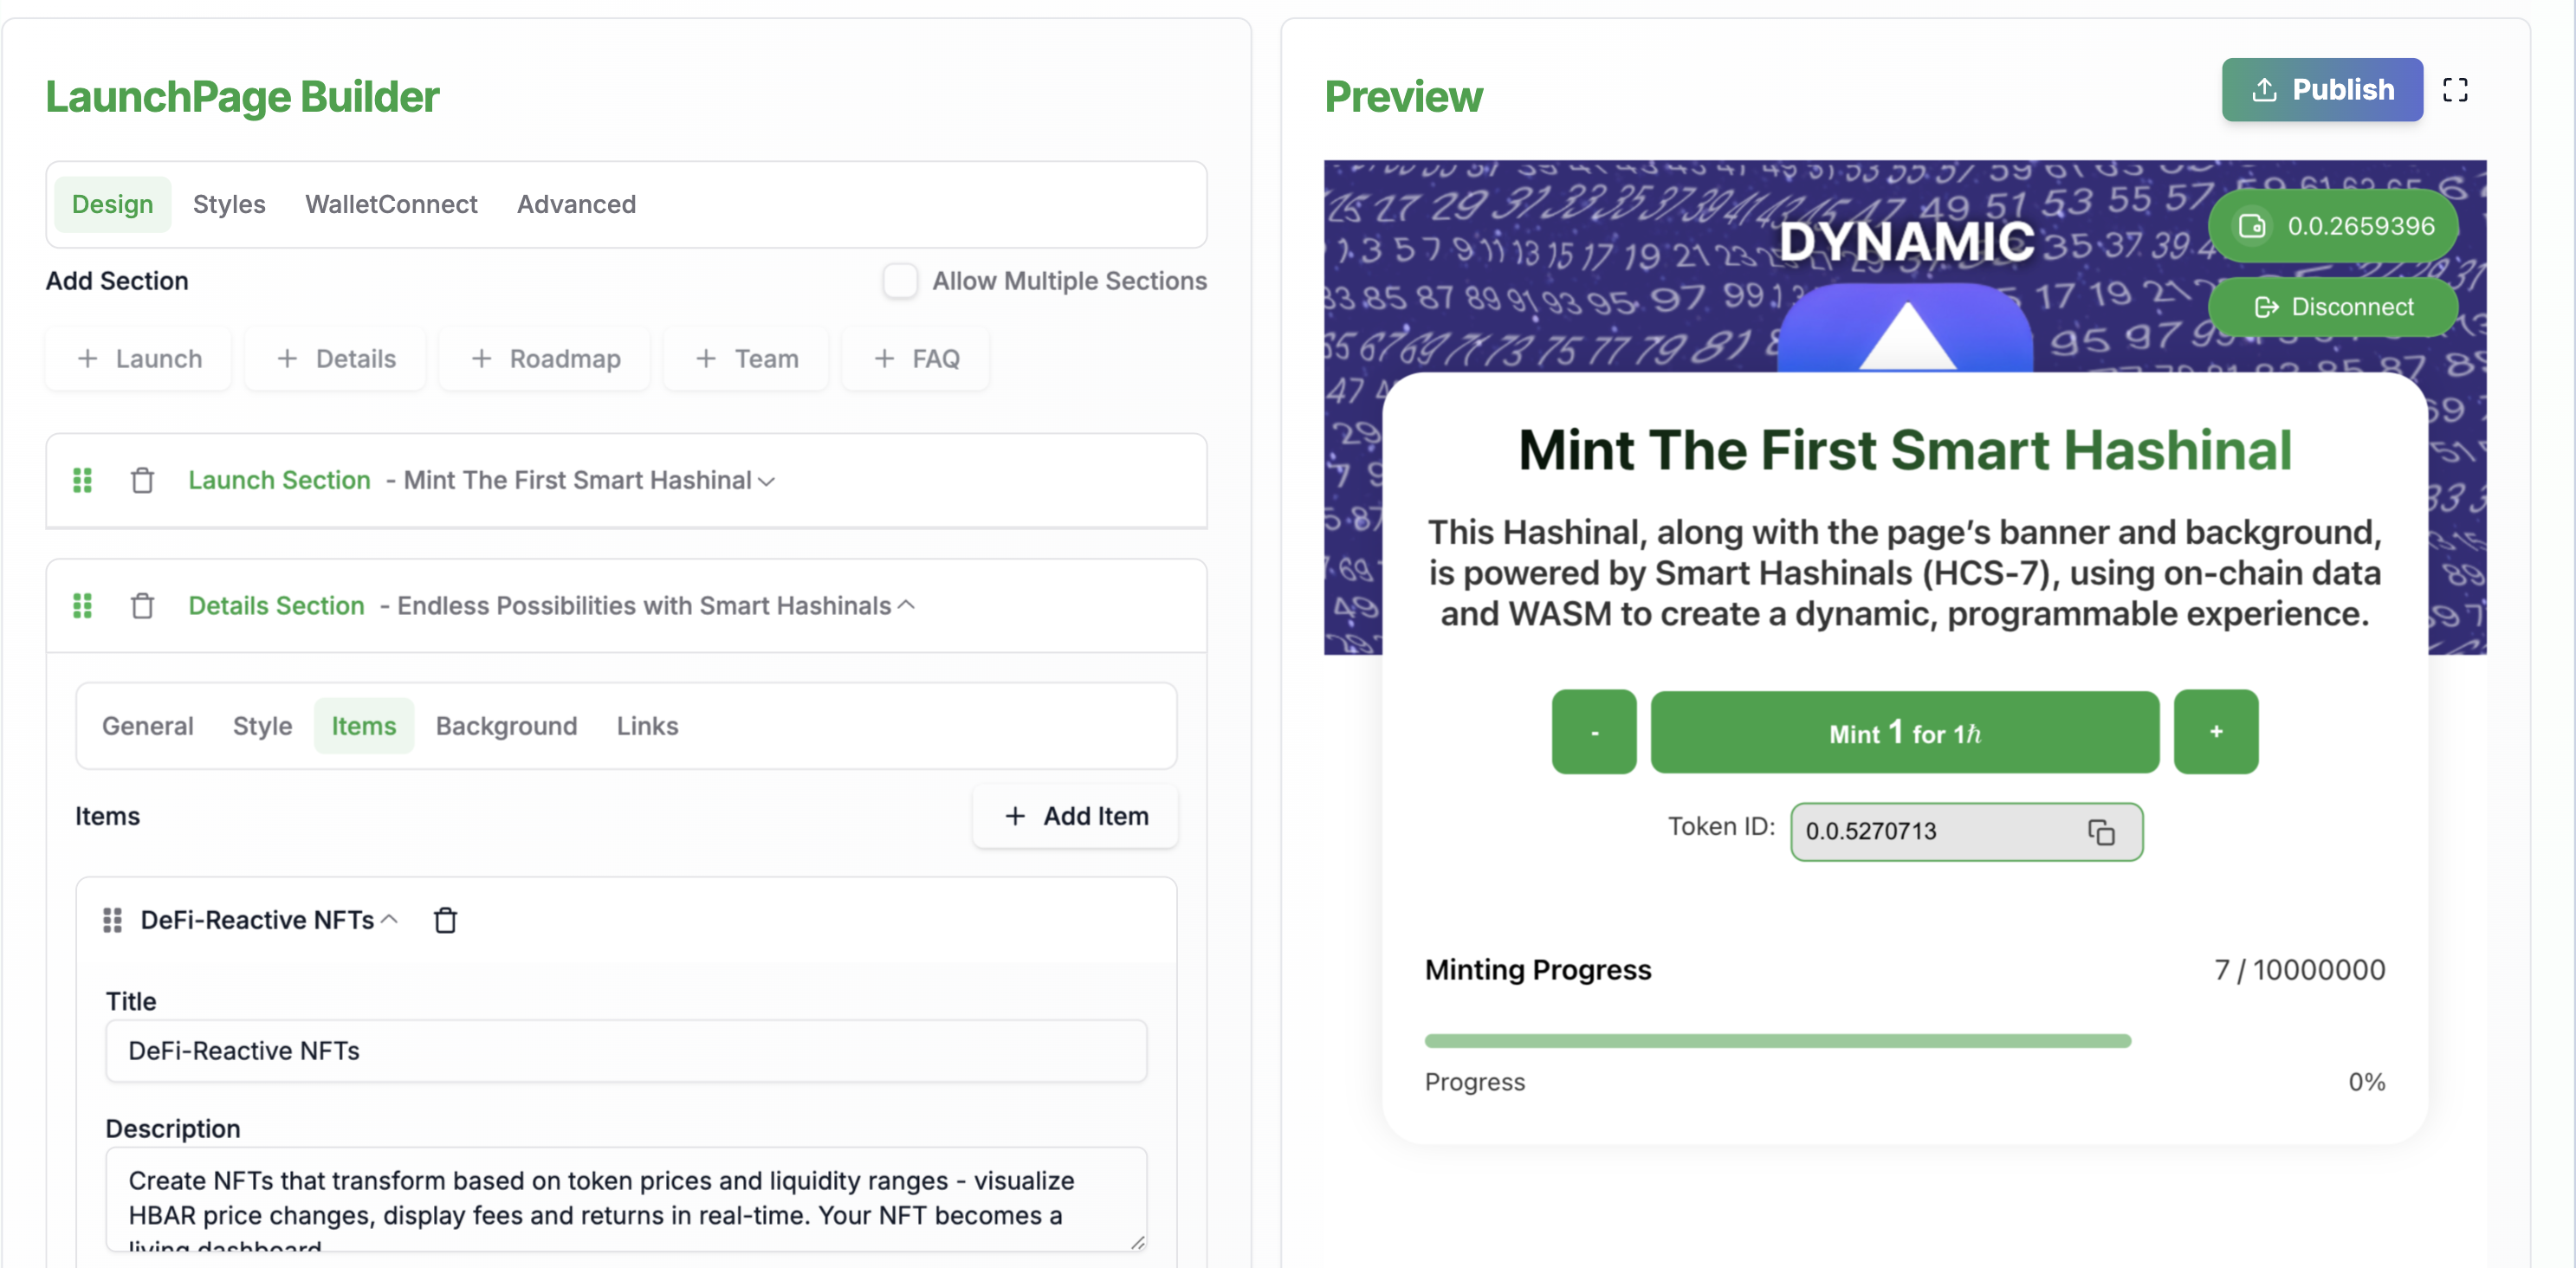 LaunchPage Builder
Design Styles WalletConnect Advanced
Add Section
Allow Multiple Sections
+ Launch + Details + Roadmap + Team + FAQ
Launch Section - Mint The First Smart Hashinal
Details Section - Endless Possibilities with Smart Hashinals
General Style Items Background Links
Items
+ Add Item
DeFi-Reactive NFTs
Title
DeFi-Reactive NFTs
Description
Create NFTs that transform based on token prices and liquidity ranges - visualize
HBAR price changes, display fees and returns in real-time. Your NFT becomes a
living dashboard
Preview
Publish
DYNAMIC
0.0.2659396
Disconnect
Mint The First Smart Hashinal
This Hashinal, along with the page’s banner and background,
is powered by Smart Hashinals (HCS-7), using on-chain data
and WASM to create a dynamic, programmable experience.
-
Mint 1 for 1ℏ
+
Token ID: 0.0.5270713
Minting Progress
7 / 10000000
Progress
0%